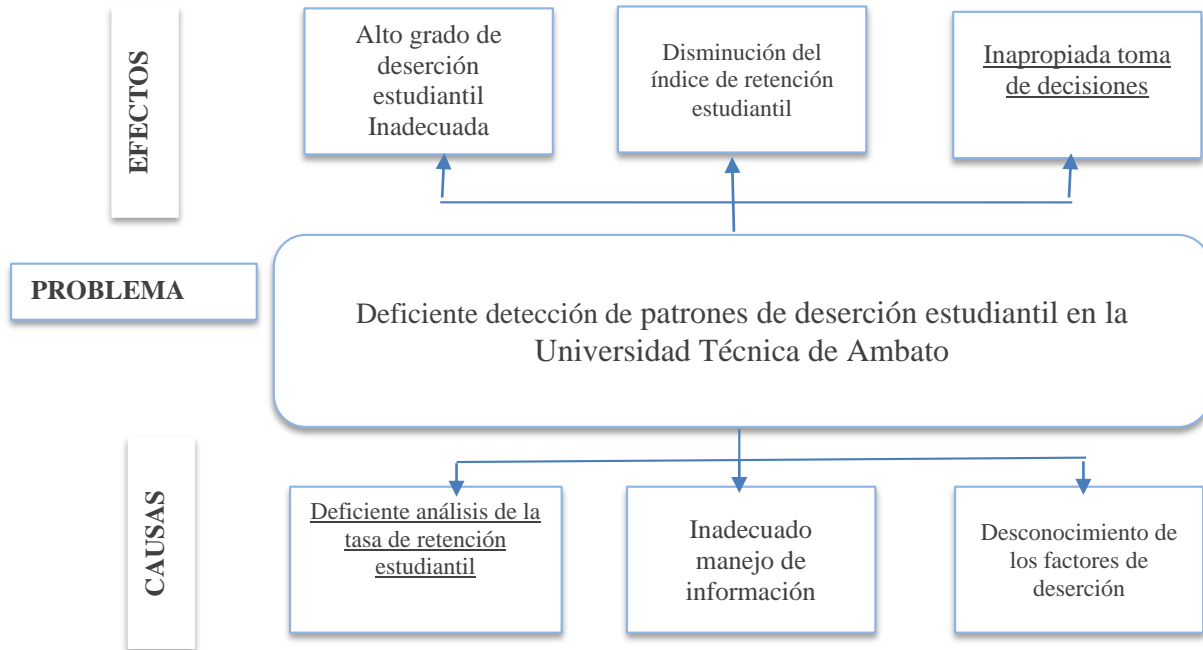 EFECTOS
Alto grado de
deserción
estudiantil
Inadecuada
Disminución del
índice de retención
estudiantil
Inapropiada toma
de decisiones
PROBLEMA
Deficiente detección de patrones de deserción estudiantil en la
Universidad Técnica de Ambato
CAUSAS
Deficiente análisis de la
tasa de retención
estudiantil
Inadecuado
manejo de
información
Desconocimiento de
los factores de
deserción